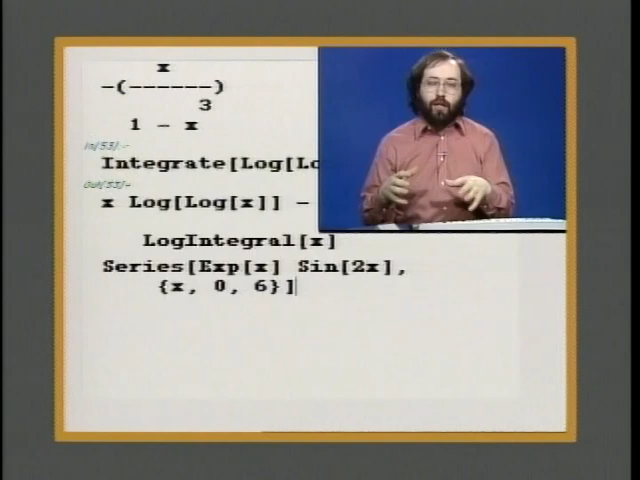 x
-(------)
3
1 - x
In[53]:=
Integrate[Log[Lo
Out[53]=
x Log[Log[x]] -
LogIntegral[x]
Series[Exp[x] Sin[2x],
{x, 0, 6}]